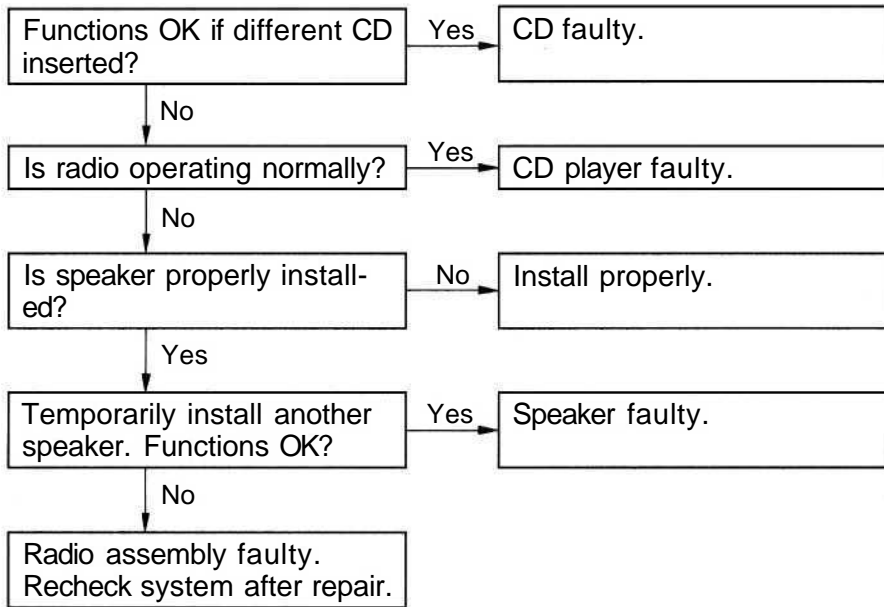 Functions OK if different CD
inserted?
Yes
CD faulty.
No
Is radio operating normally?
Yes
CD player faulty.
No
Is speaker properly install-
ed?
No
Install properly.
Yes
Temporarily install another
speaker. Functions OK?
Yes
Speaker faulty.
No
Radio assembly faulty.
Recheck system after repair.